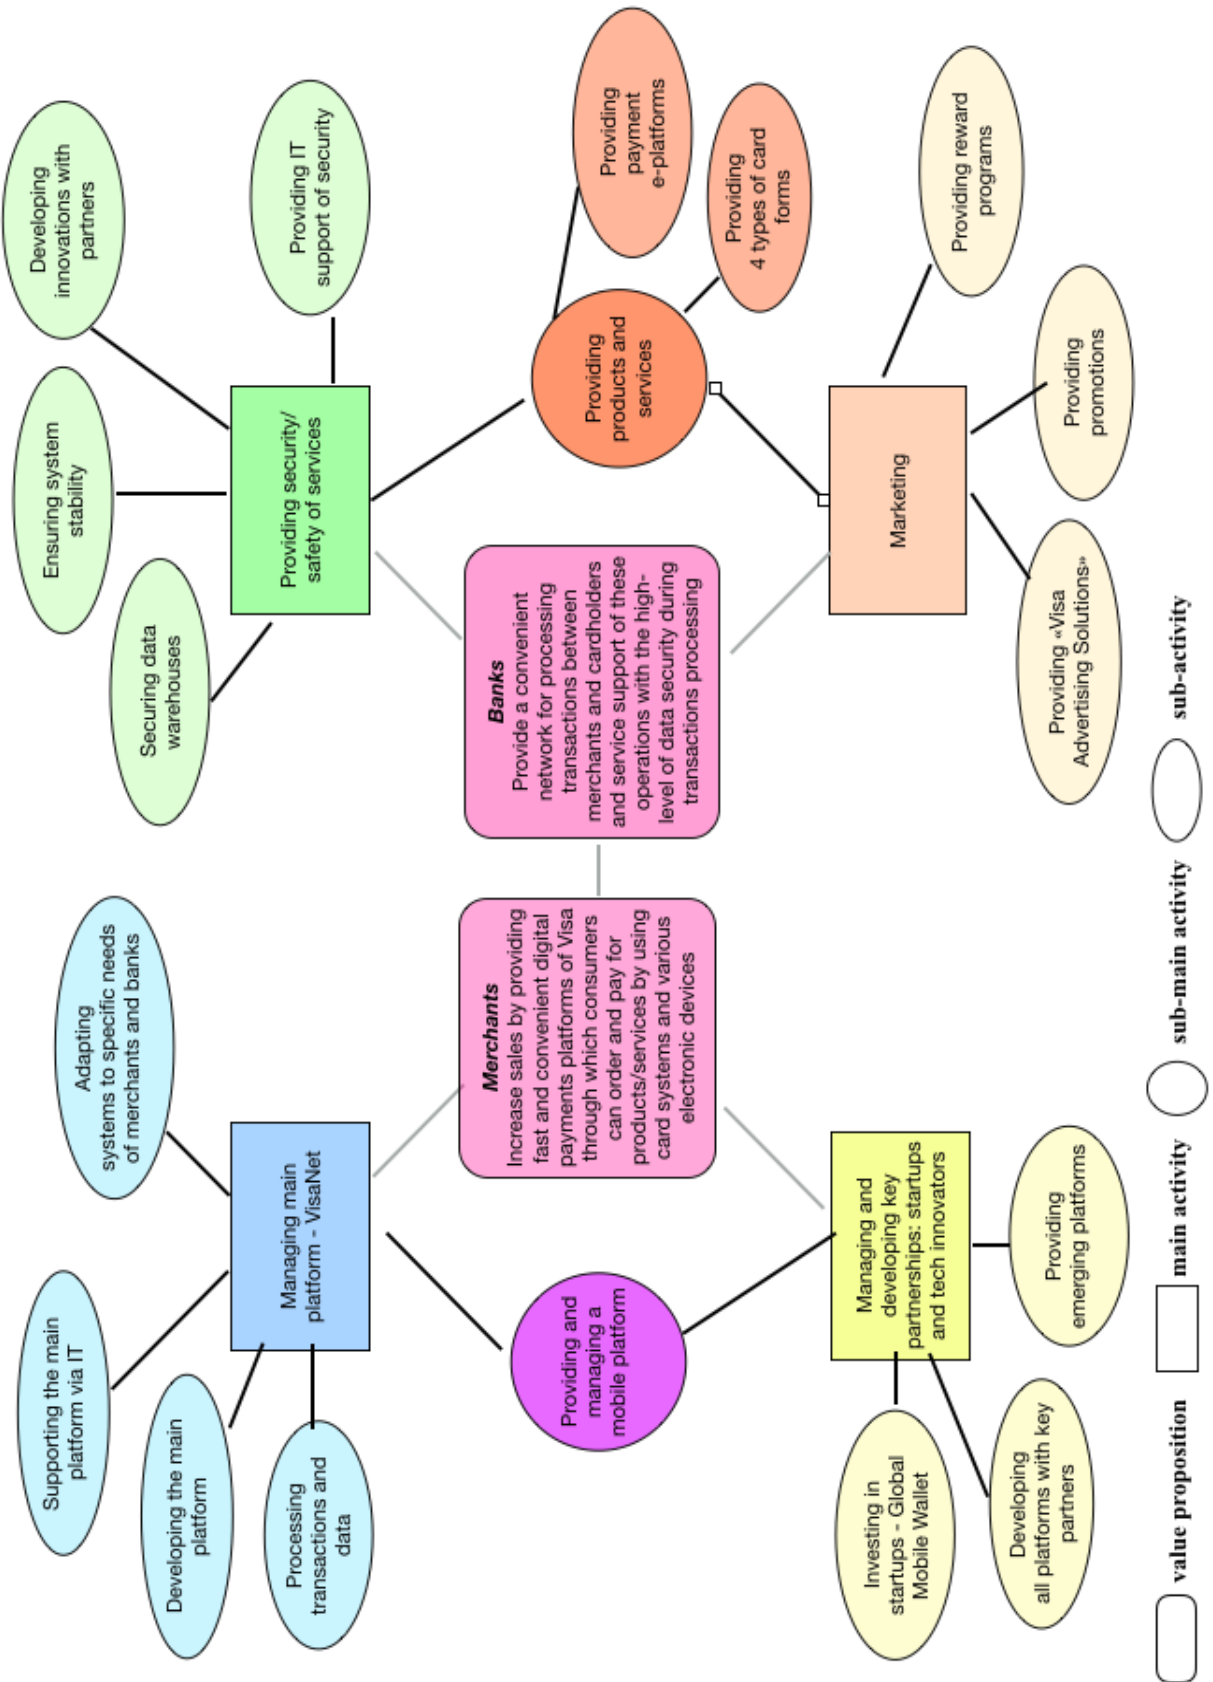 Supporting the main
platform via IT
Adapting
systems to specific needs
of merchants and banks
Developing the main
platform
Processing
transactions and
data
Managing main
platform - VisaNet
Securing data
warehouses
Ensuring system
stability
Developing
innovations with
partners
Providing IT
support of security
Providing security/
safety of services
Merchants
Increase sales by providing
fast and convenient digital
payments platforms of Visa
through which consumers
can order and pay for
products/services by using
card systems and various
electronic devices
Banks
Provide a convenient
network for processing
transactions between
merchants and cardholders
and service support of these
operations with the high-
level of data security during
transactions processing
Providing and
managing a
mobile platform
Providing
products and
services
Providing
payment
e-platforms
Providing
4 types of card
forms
Managing and
developing key
partnerships: startups
and tech innovators
Investing in
startups - Global
Mobile Wallet
Developing
all platforms with key
partners
Providing
emerging platforms
Marketing
Providing «Visa
Advertising Solutions»
Providing
promotions
Providing reward
programs
value proposition
main activity
sub-main activity
sub-activity